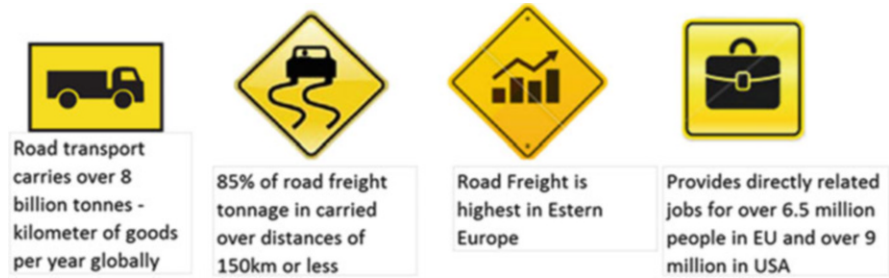 Road transport
carries over 8
billion tonnes -
kilometer of goods
per year globally
85% of road freight
tonnage in carried
over distances of
150km or less
Road Freight is
highest in Estern
Europe
Provides directly related
jobs for over 6.5 million
people in EU and over 9
million in USA